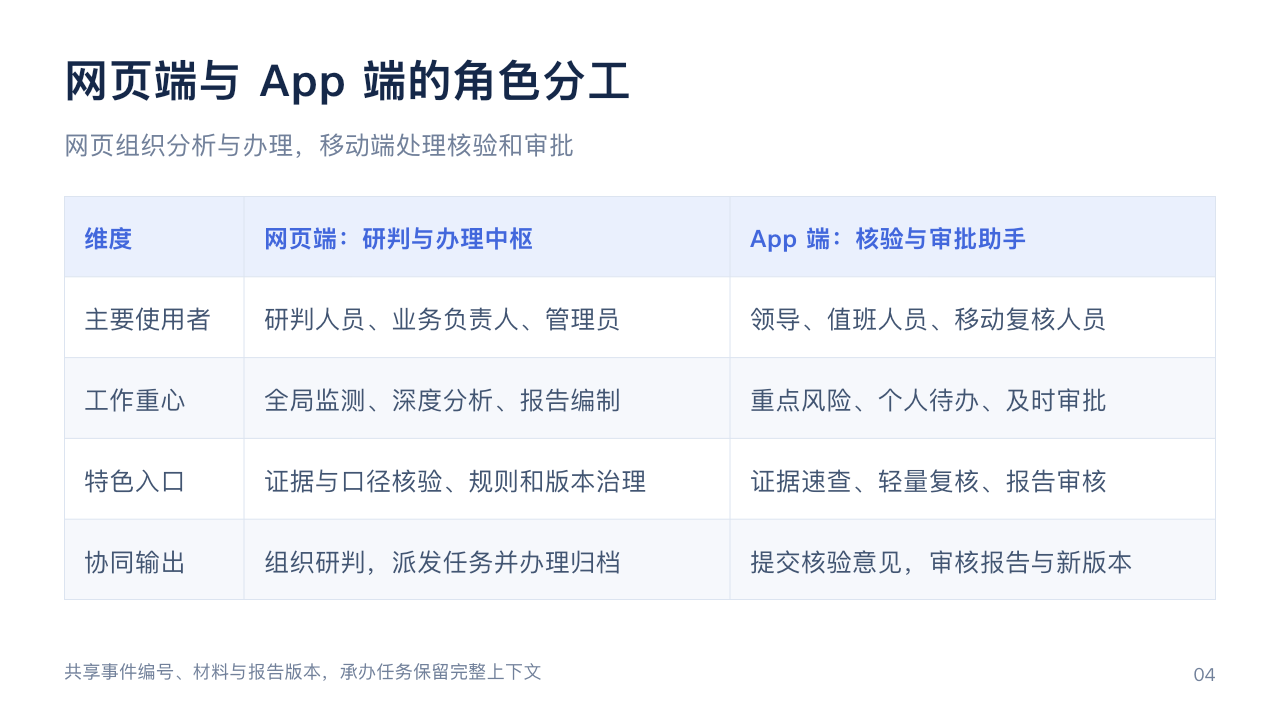 网页端与 App 端的角色分工
网页组织分析与办理，移动端处理核验和审批
维度 网页端：研判与办理中枢 App 端：核验与审批助手
主要使用者 研判人员、业务负责人、管理员 领导、值班人员、移动复核人员
工作重心 全局监测、深度分析、报告编制 重点风险、个人待办、及时审批
特色入口 证据与口径核验、规则和版本治理 证据速查、轻量复核、报告审核
协同输出 组织研判，派发任务并办理归档 提交核验意见，审核报告与新版本
共享事件编号、材料与报告版本，承办任务保留完整上下文
04